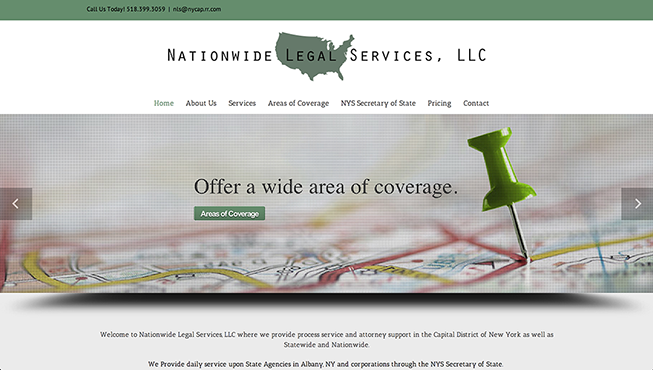 Call Us Today! 518.399.3059 | nls@nycap.rr.com
Nationwide Legal Services, LLC
Home About Us Services Areas of Coverage NYS Secretary of State Pricing Contact
Offer a wide area of coverage.
Areas of Coverage
Welcome to Nationwide Legal Services, LLC where we provide process service and attorney support in the Capital District of New York as well as
Statewide and Nationwide.
We Provide daily service upon State Agencies in Albany, NY and corporations through the NYS Secretary of State.